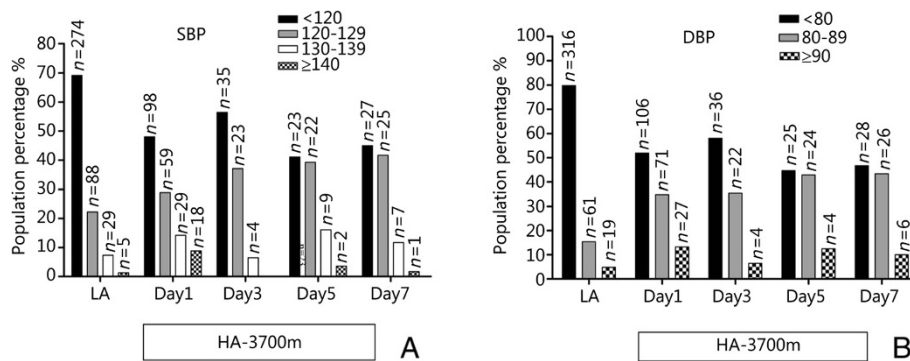 <120
120-129
130-139
≥140
SBP
Population percentage %
80
70
60
50
40
30
20
10
0
n=274
n=88
n=29
n=5
n=98
n=59
n=29
n=18
n=35
n=23
n=4
n=23
n=22
n=9
n=2
n=27
n=25
n=7
n=1
LA Day1 Day3 Day5 Day7
HA-3700m
A
<80
80-89
≥90
DBP
Population percentage %
100
90
80
70
60
50
40
30
20
10
0
n=316
n=61
n=19
n=106
n=71
n=27
n=36
n=22
n=4
n=25
n=24
n=4
n=28
n=26
n=6
LA Day1 Day3 Day5 Day7
HA-3700m
B